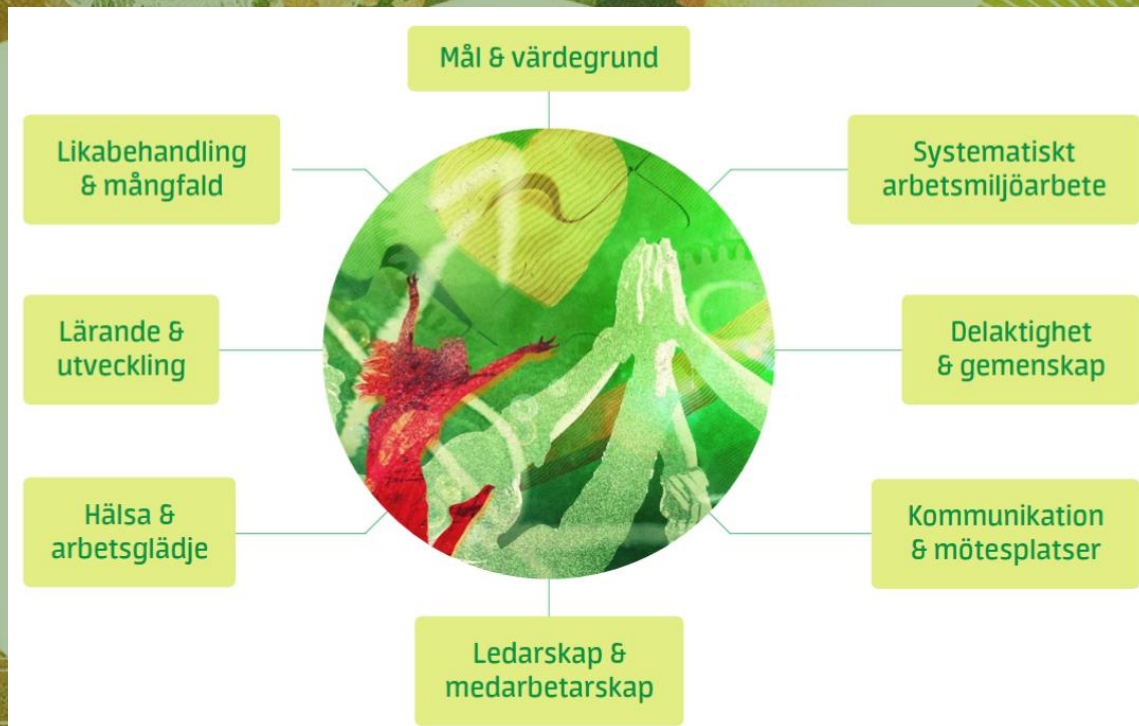 Mål & värdegrund
Likabehandling
& mångfald
Systematiskt
arbetsmiljöarbete
Lärande &
utveckling
Delaktighet
& gemenskap
Hälsa &
arbetsglädje
Kommunikation
& mötesplatser
Ledarskap &
medarbetarskap